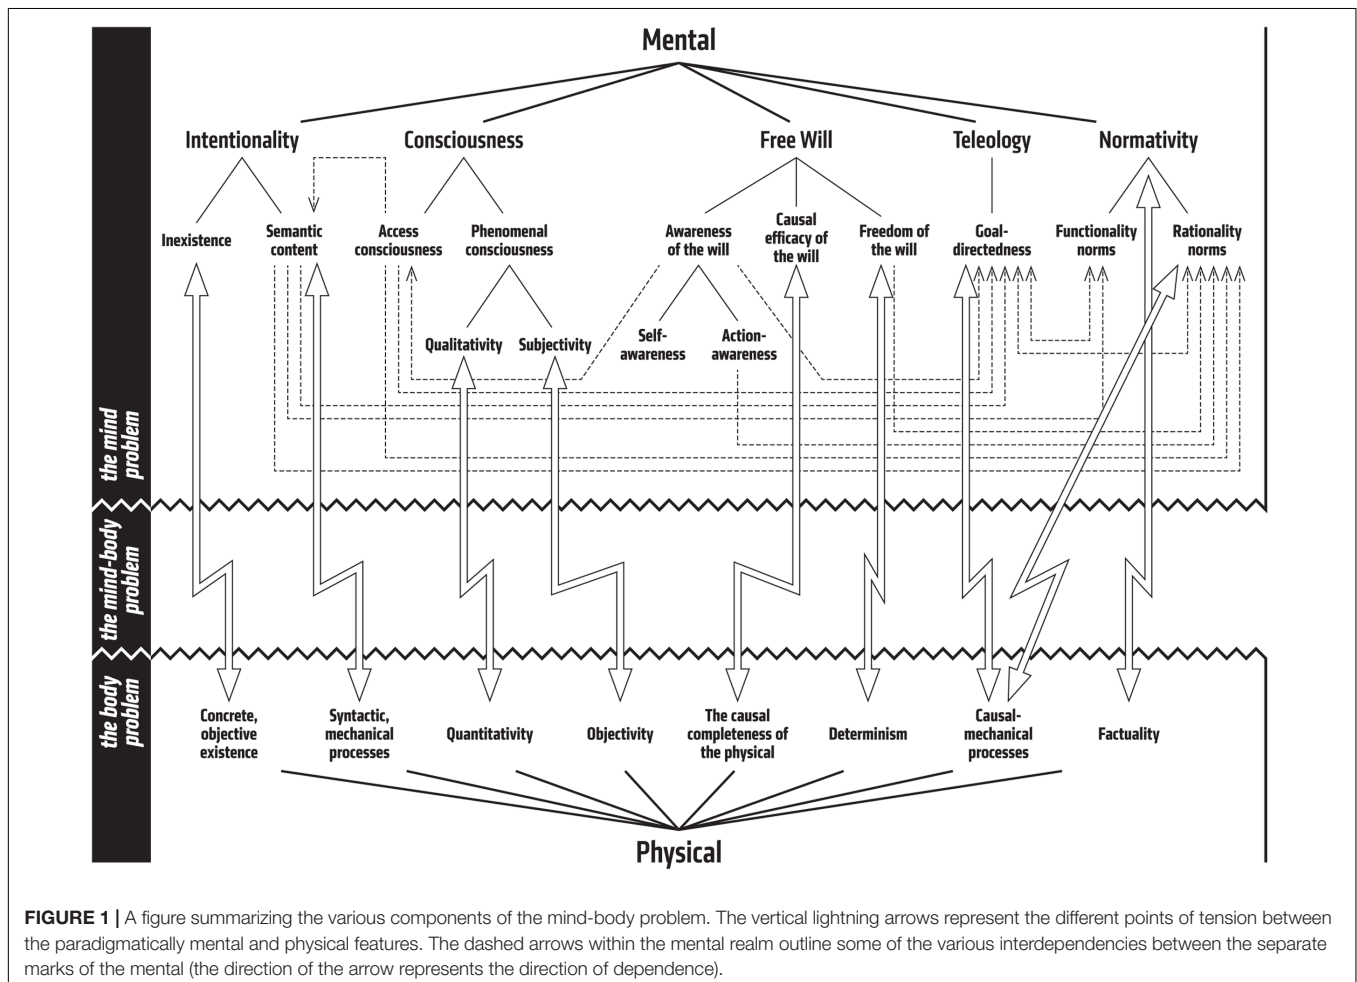 Mental
Intentionality
Consciousness
Free Will
Teleology
Normativity
Inexistence
Semantic
content
Access
consciousness
Phenomenal
consciousness
Awareness
of the will
Causal
efficacy of
the will
Freedom of
the will
Goal-
directedness
Functionality
norms
Rationality
norms
Qualitativity
Subjectivity
Self-
awareness
Action-
awareness
the mind
problem
the mind-body
problem
the body
problem
Concrete,
objective
existence
Syntactic,
mechanical
processes
Quantitativity
Objectivity
The causal
completeness of
the physical
Determinism
Causal-
mechanical
processes
Factuality
Physical
FIGURE 1 | A figure summarizing the various components of the mind-body problem. The vertical lightning arrows represent the different points of tension between
the paradigmatically mental and physical features. The dashed arrows within the mental realm outline some of the various interdependencies between the separate
marks of the mental (the direction of the arrow represents the direction of dependence).